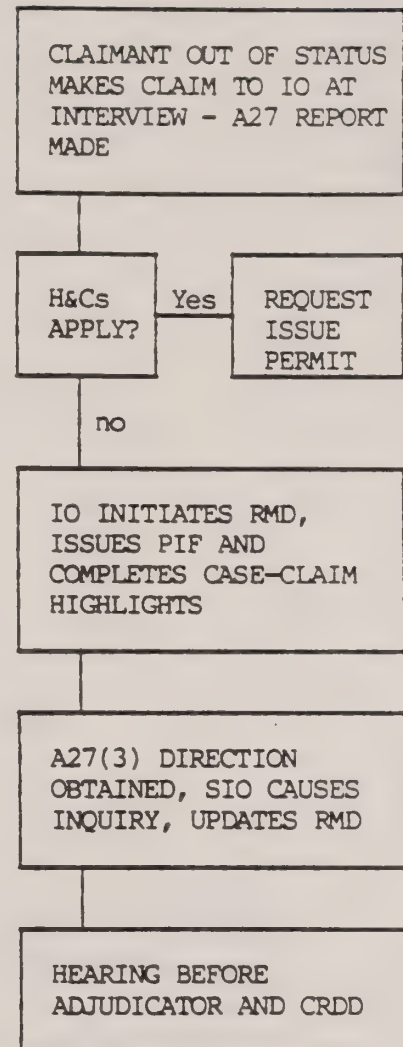 CLAIMANT OUT OF STATUS
MAKES CLAIM TO IO AT
INTERVIEW - A27 REPORT
MADE
H&Cs
APPLY?
Yes
REQUEST
ISSUE
PERMIT
no
IO INITIATES RMD,
ISSUES PIF AND
COMPLETES CASE-CLAIM
HIGHLIGHTS
A27(3) DIRECTION
OBTAINED, SIO CAUSES
INQUIRY, UPDATES RMD
HEARING BEFORE
ADJUDICATOR AND CRDD